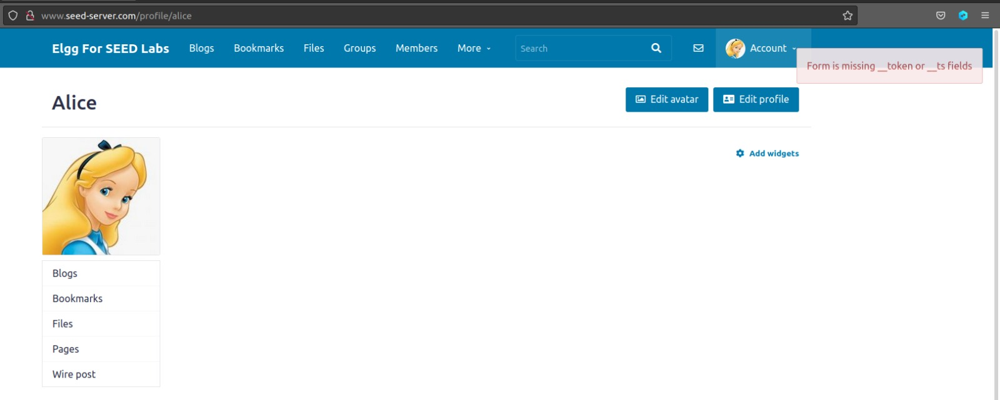 www.seed-server.com/profile/alice
Elgg For SEED Labs Blogs Bookmarks Files Groups Members More Search Account
Form is missing __token or __ts fields
Alice
Edit avatar Edit profile
Add widgets
Blogs
Bookmarks
Files
Pages
Wire post